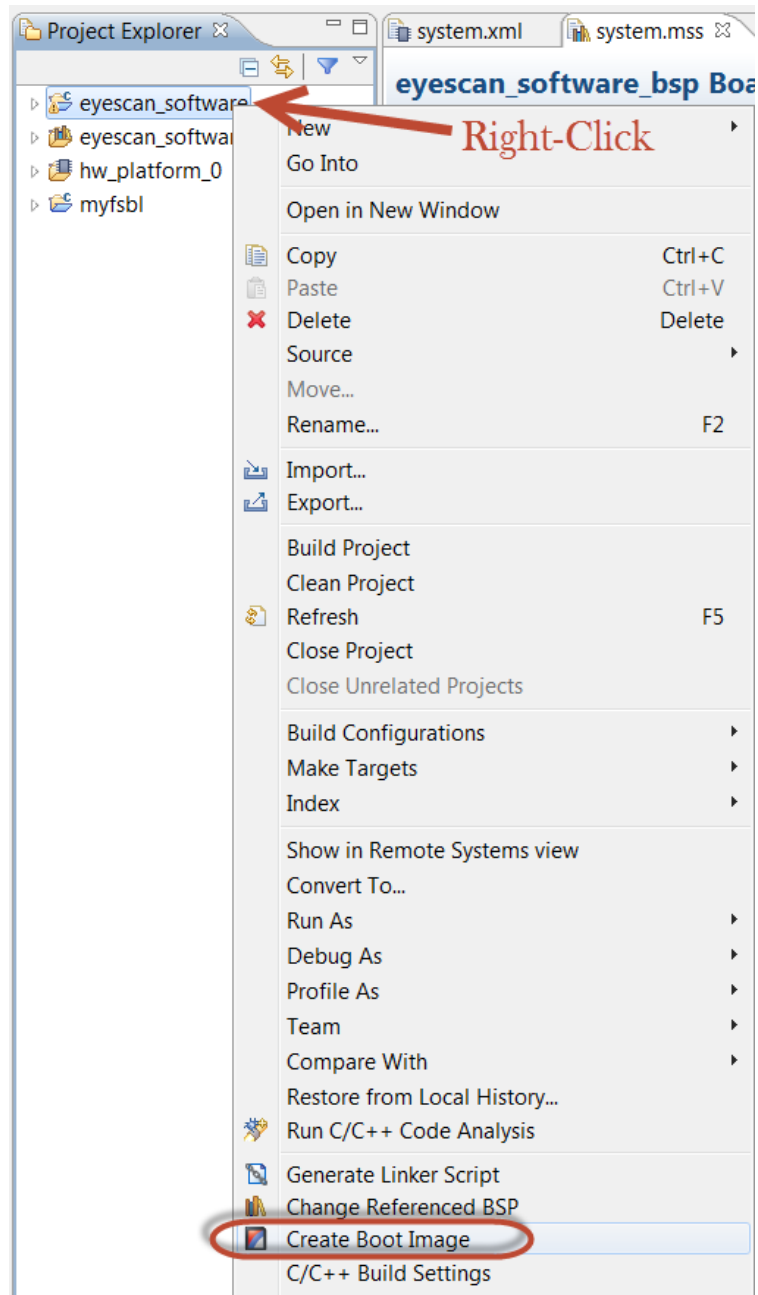 Project Explorer
system.xml
system.mss
eyescan_software_bsp Boa
eyescan_software
eyescan_softwar
hw_platform_0
myfsbl
Right-Click
New
Go Into
Open in New Window
Copy Ctrl+C
Paste Ctrl+V
Delete Delete
Source
Move...
Rename... F2
Import...
Export...
Build Project
Clean Project
Refresh F5
Close Project
Close Unrelated Projects
Build Configurations
Make Targets
Index
Show in Remote Systems view
Convert To...
Run As
Debug As
Profile As
Team
Compare With
Restore from Local History...
Run C/C++ Code Analysis
Generate Linker Script
Change Referenced BSP
Create Boot Image
C/C++ Build Settings